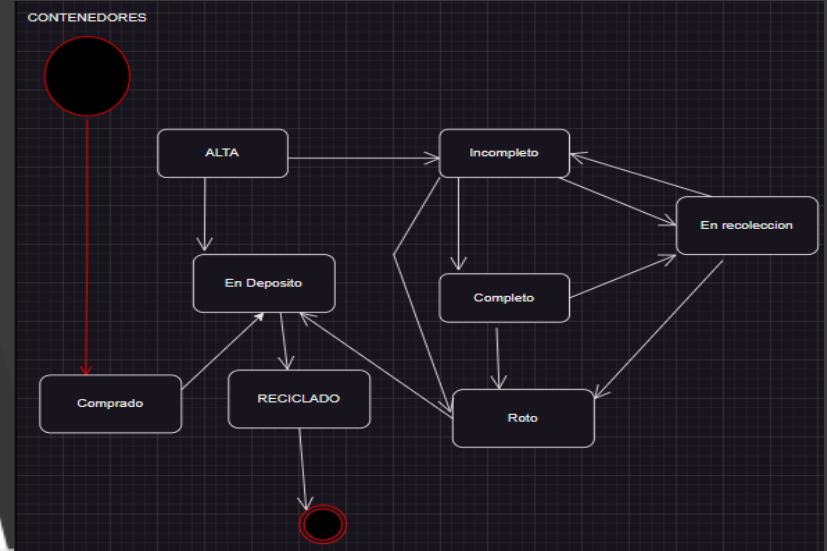 CONTENEDORES
ALTA
Incompleto
En recoleccion
En Deposito
Completo
Comprado
RECICLADO
Roto